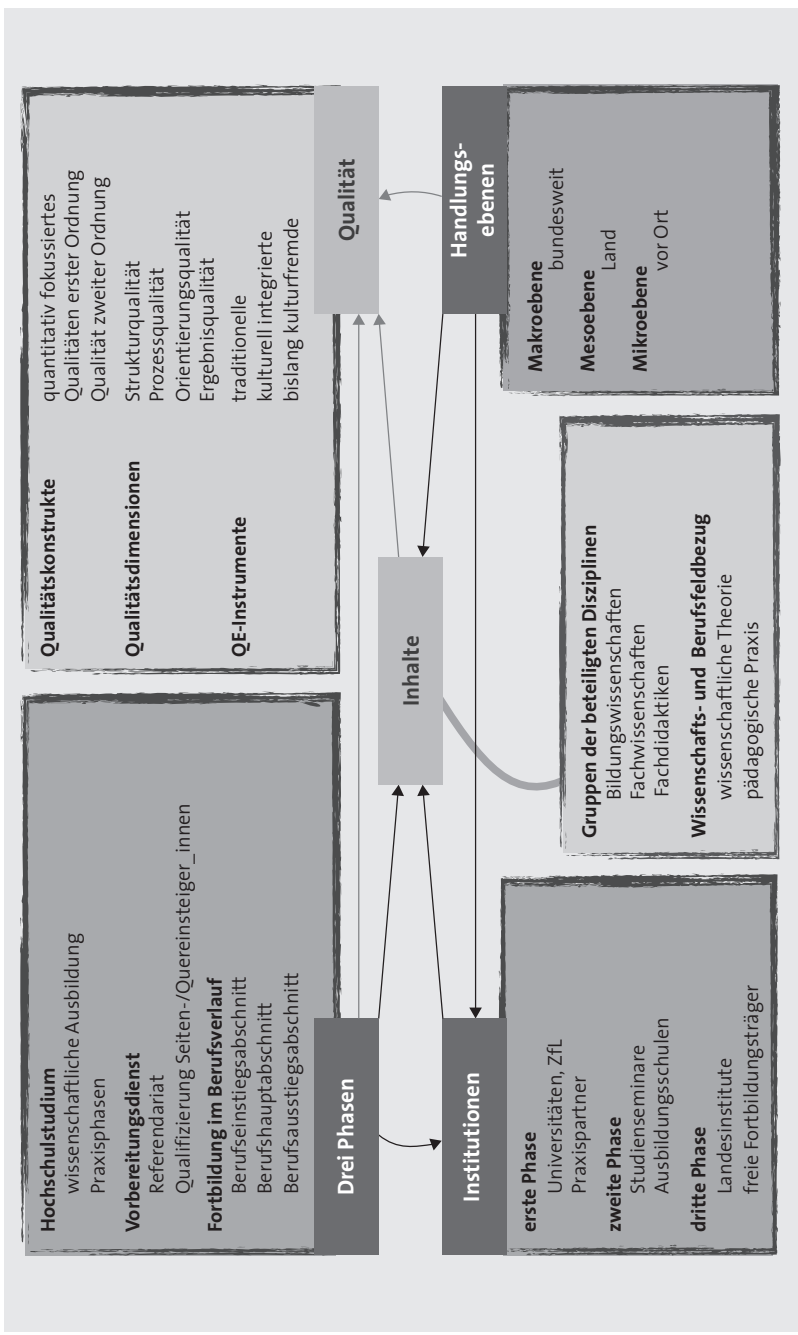 Hochschulstudium
wissenschaftliche Ausbildung
Praxisphasen
Vorbereitungsdienst
Referendariat
Qualifizierung Seiten-/Quereinsteiger_innen
Fortbildung im Berufsverlauf
Berufseinstiegsabschnitt
Berufshauptabschnitt
Berufsausstiegsabschnitt
Drei Phasen
Qualitätskonstrukte
quantitativ fokussiertes
Qualitäten erster Ordnung
Qualität zweiter Ordnung
Qualitätsdimensionen
Strukturqualität
Prozessqualität
Orientierungsqualität
Ergebnisqualität
QE-Instrumente
traditionelle
kulturell integrierte
bislang kulturfremde
Qualität
Inhalte
Institutionen
erste Phase
Universitäten, ZfL
Praxispartner
zweite Phase
Studienseminare
Ausbildungsschulen
dritte Phase
Landesinstitute
freie Fortbildungsträger
Gruppen der beteiligten Disziplinen
Bildungswissenschaften
Fachwissenschaften
Fachdidaktiken
Wissenschafts- und Berufsfeldbezug
wissenschaftliche Theorie
pädagogische Praxis
Handlungs-
ebenen
Makroebene
bundesweit
Mesoebene
Land
Mikroebene
vor Ort